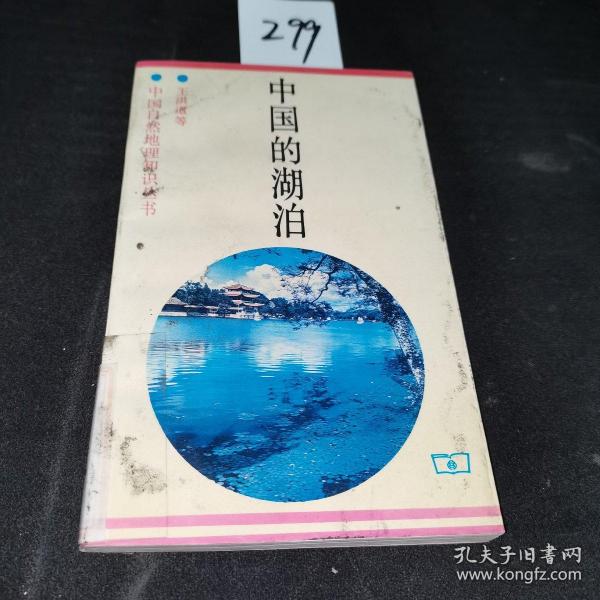 299
中国的湖泊
王洪道等
中国自然地理知识丛书
孔夫子旧书网
www.kongfz.com